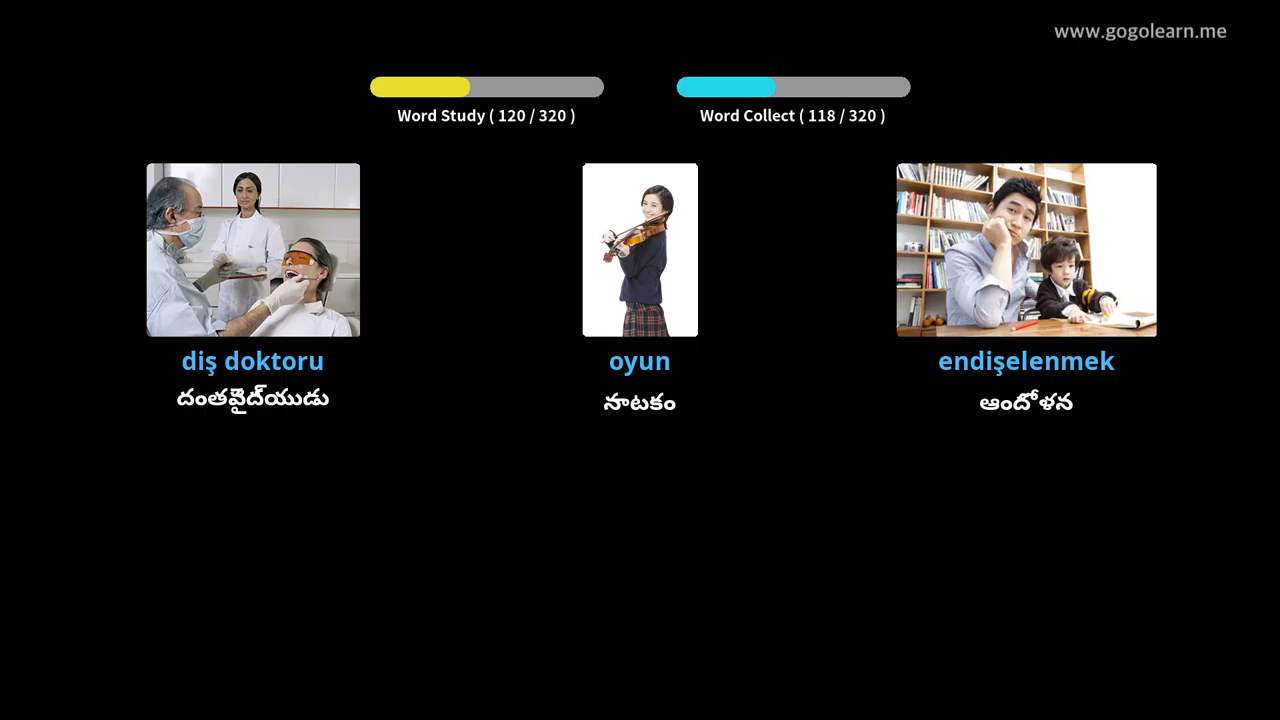 www.gogolearn.me
Word Study ( 120 / 320 )
Word Collect ( 118 / 320 )
diş doktoru
oyun
endişelenmek
దంతవైద్యుడు
నాటకం
ఆందోళన